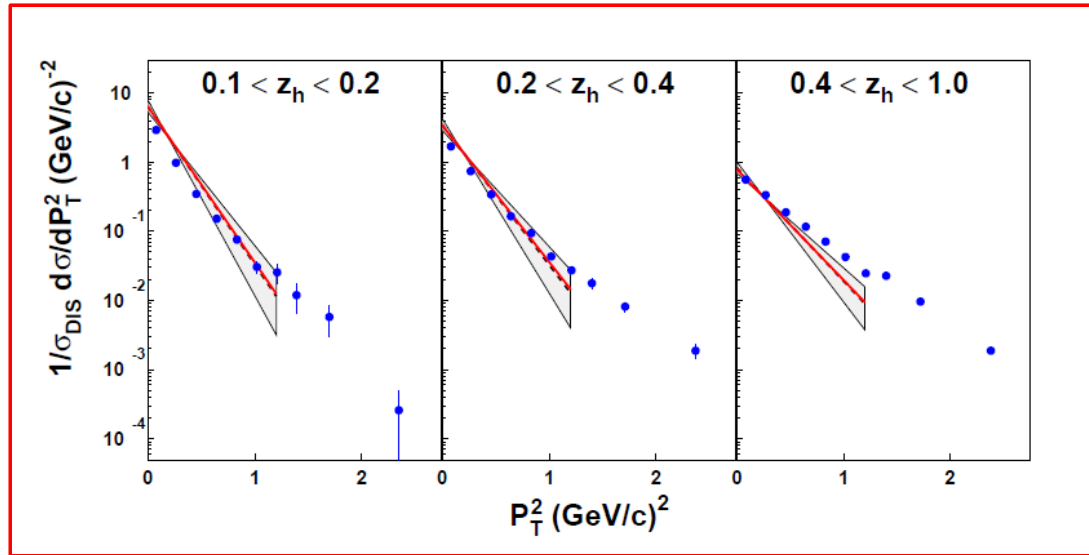 0.1 < z_h < 0.2
0.2 < z_h < 0.4
0.4 < z_h < 1.0
1/σ_DIS dσ/dP_T^2 (GeV/c)^-2
10
1
10^-1
10^-2
10^-3
10^-4
0 1 2
0 1 2
0 1 2
P_T^2 (GeV/c)^2